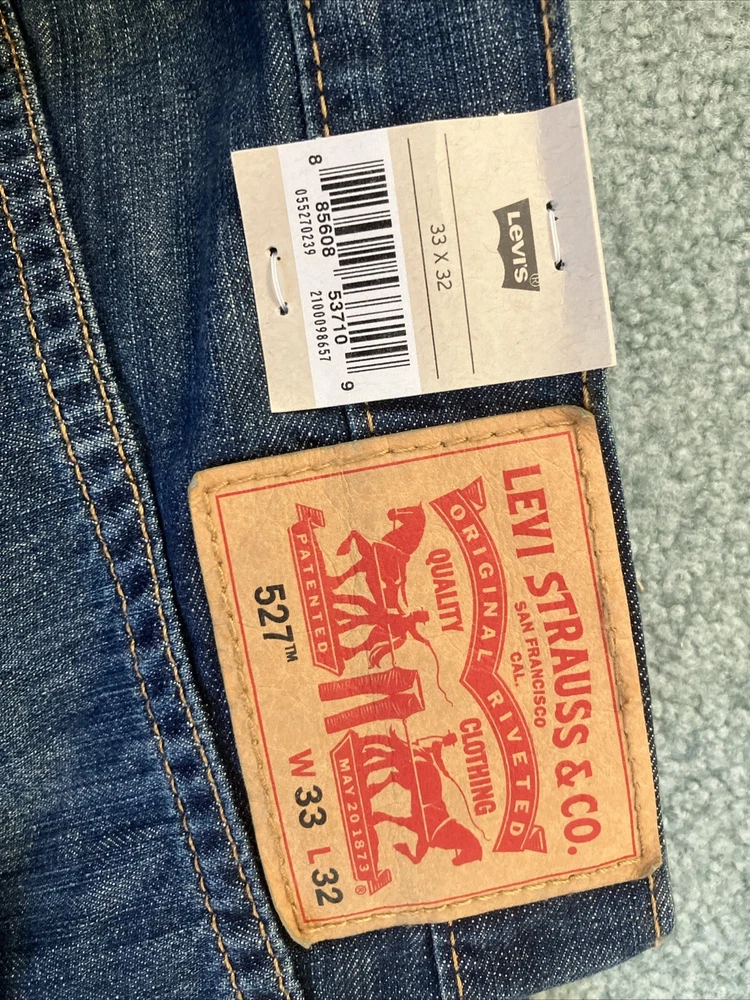 LEVI'S®
33 X 32
8 85608 53710 9
055270239 2100098657
LEVI STRAUSS & CO.
SAN FRANCISCO
CAL.
ORIGINAL RIVETED
QUALITY CLOTHING
PATENTED MAY 20 1873 ®
527™ W 33 L 32